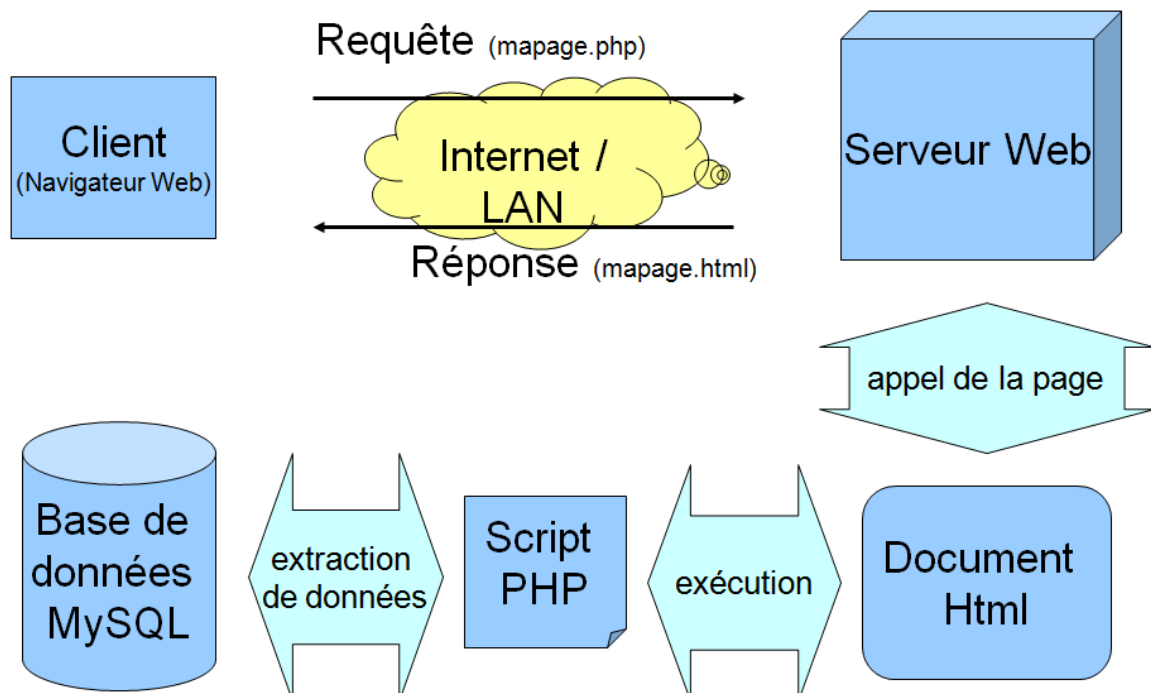 Requête (mapage.php)
Client
(Navigateur Web)
Internet /
LAN
Serveur Web
Réponse (mapage.html)
appel de la page
Base de
données
MySQL
extraction
de données
Script
PHP
exécution
Document
Html